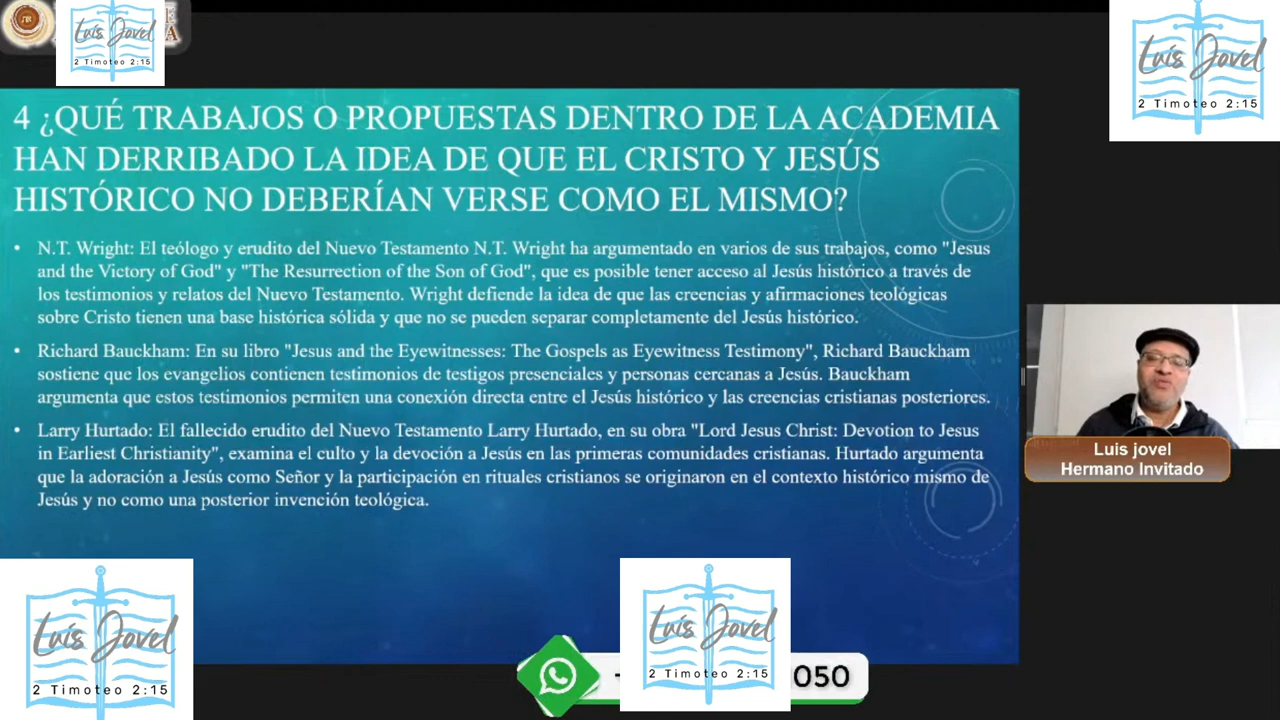 E
A
Luis Jovel
2 Timoteo 2:15
Luis Jovel
2 Timoteo 2:15
4 ¿QUÉ TRABAJOS O PROPUESTAS DENTRO DE LA ACADEMIA
HAN DERRIBADO LA IDEA DE QUE EL CRISTO Y JESÚS
HISTÓRICO NO DEBERÍAN VERSE COMO EL MISMO?
• N.T. Wright: El teólogo y erudito del Nuevo Testamento N.T. Wright ha argumentado en varios de sus trabajos, como "Jesus
and the Victory of God" y "The Resurrection of the Son of God", que es posible tener acceso al Jesús histórico a través de
los testimonios y relatos del Nuevo Testamento. Wright defiende la idea de que las creencias y afirmaciones teológicas
sobre Cristo tienen una base histórica sólida y que no se pueden separar completamente del Jesús histórico.
• Richard Bauckham: En su libro "Jesus and the Eyewitnesses: The Gospels as Eyewitness Testimony", Richard Bauckham
sostiene que los evangelios contienen testimonios de testigos presenciales y personas cercanas a Jesús. Bauckham
argumenta que estos testimonios permiten una conexión directa entre el Jesús histórico y las creencias cristianas posteriores.
• Larry Hurtado: El fallecido erudito del Nuevo Testamento Larry Hurtado, en su obra "Lord Jesus Christ: Devotion to Jesus
in Earliest Christianity", examina el culto y la devoción a Jesús en las primeras comunidades cristianas. Hurtado argumenta
que la adoración a Jesús como Señor y la participación en rituales cristianos se originaron en el contexto histórico mismo de
Jesús y no como una posterior invención teológica.
Luis jovel
Hermano Invitado
Luis Jovel
2 Timoteo 2:15
Luis Jovel
2 Timoteo 2:15
050